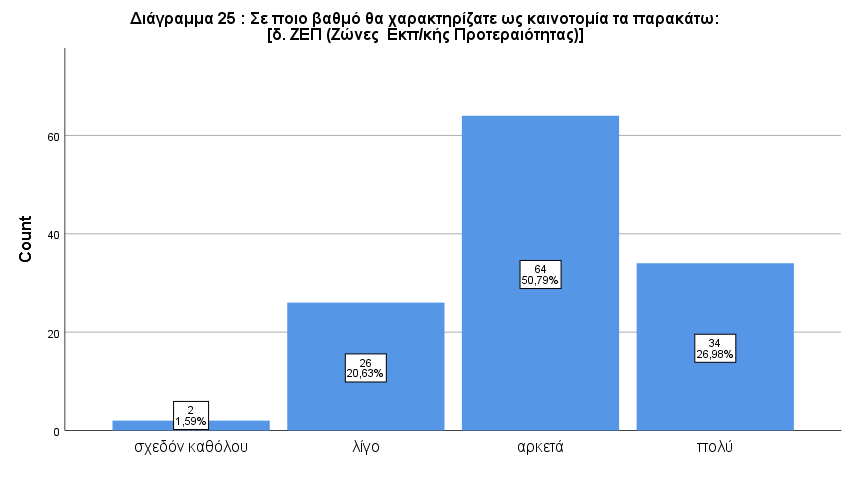 Διάγραμμα 25 : Σε ποιο βαθμό θα χαρακτηρίζατε ως καινοτομία τα παρακάτω:
[δ. ΖΕΠ (Ζώνες Εκπ/κής Προτεραιότητας)]
Count
60
40
20
0
2
1,59%
26
20,63%
64
50,79%
34
26,98%
σχεδόν καθόλου
λίγο
αρκετά
πολύ